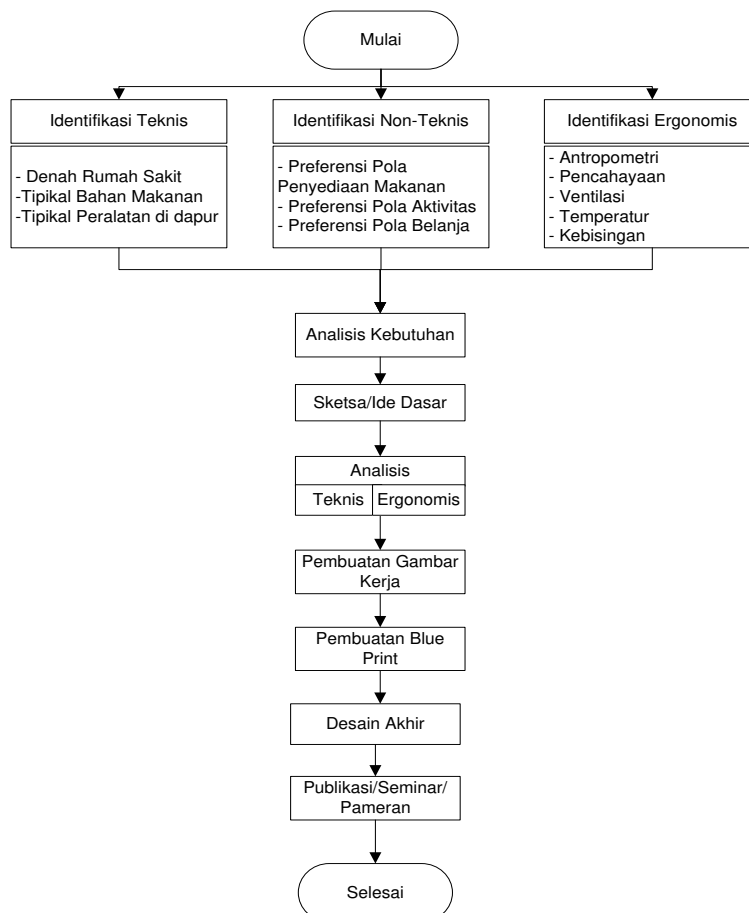 Mulai
Identifikasi Teknis
- Denah Rumah Sakit
-Tipikal Bahan Makanan
-Tipikal Peralatan di dapur
Identifikasi Non-Teknis
- Preferensi Pola
Penyediaan Makanan
- Preferensi Pola Aktivitas
- Preferensi Pola Belanja
Identifikasi Ergonomis
- Antropometri
- Pencahayaan
- Ventilasi
- Temperatur
- Kebisingan
Analisis Kebutuhan
Sketsa/Ide Dasar
Analisis
Teknis Ergonomis
Pembuatan Gambar
Kerja
Pembuatan Blue
Print
Desain Akhir
Publikasi/Seminar/
Pameran
Selesai